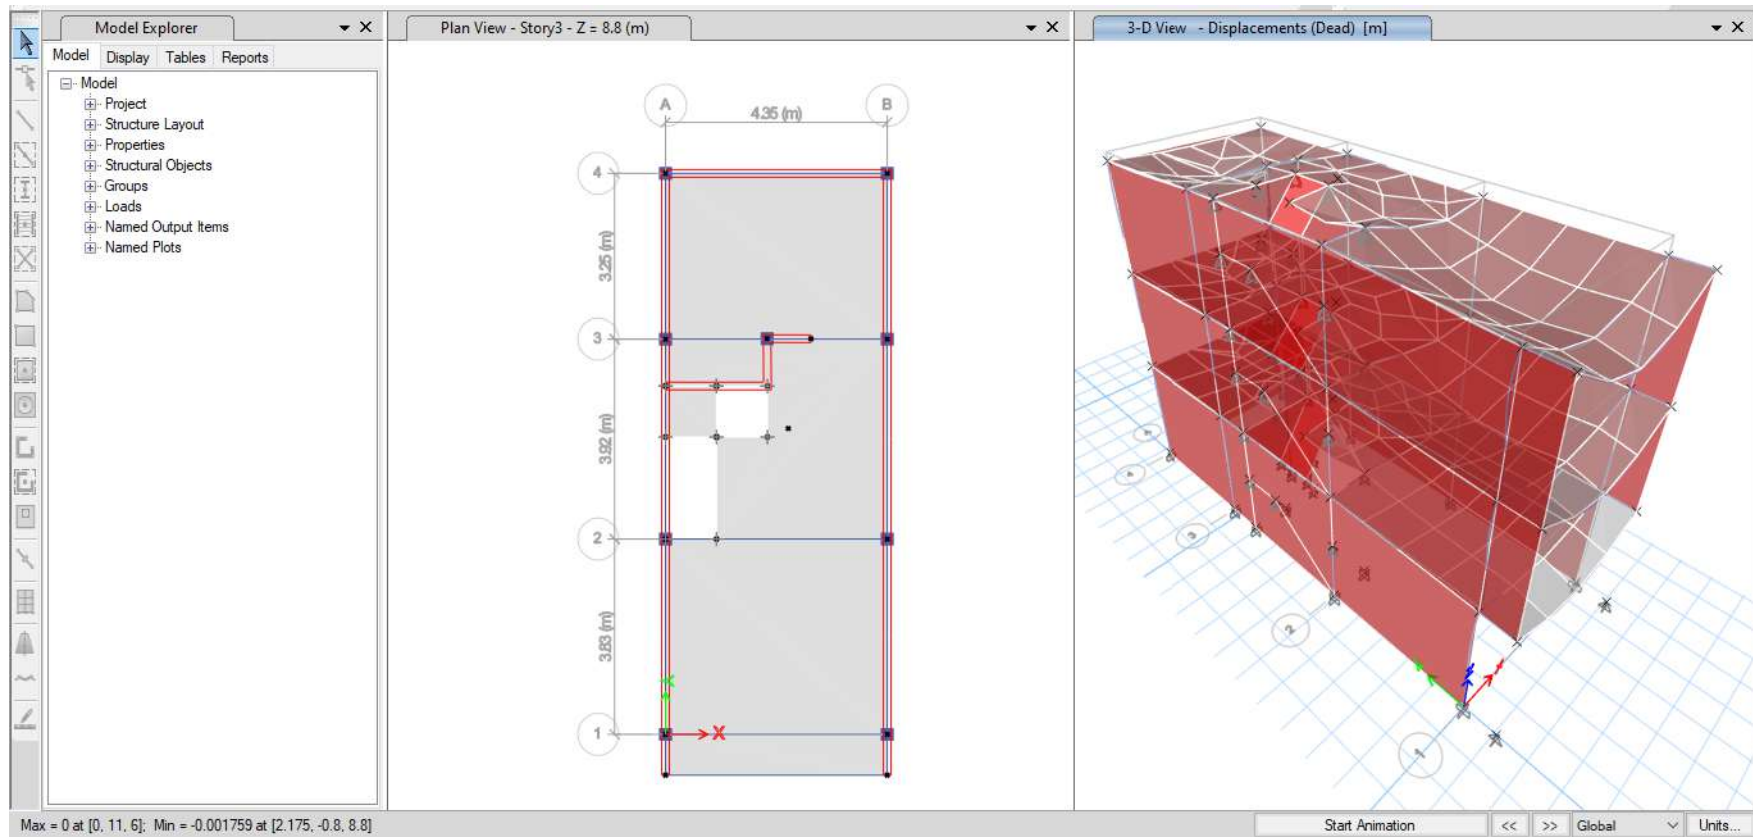 Model Explorer
Model Display Tables Reports
Model
Project
Structure Layout
Properties
Structural Objects
Groups
Loads
Named Output Items
Named Plots
Plan View - Story3 - Z = 8.8 (m)
A
B
4.35 (m)
4
3.25 (m)
3
3.92 (m)
2
3.83 (m)
1
X
3-D View - Displacements (Dead) [m]
3
2
1
Max = 0 at [0, 11, 6]; Min = -0.001759 at [2.175, -0.8, 8.8]
Start Animation
<<
>>
Global
Units...